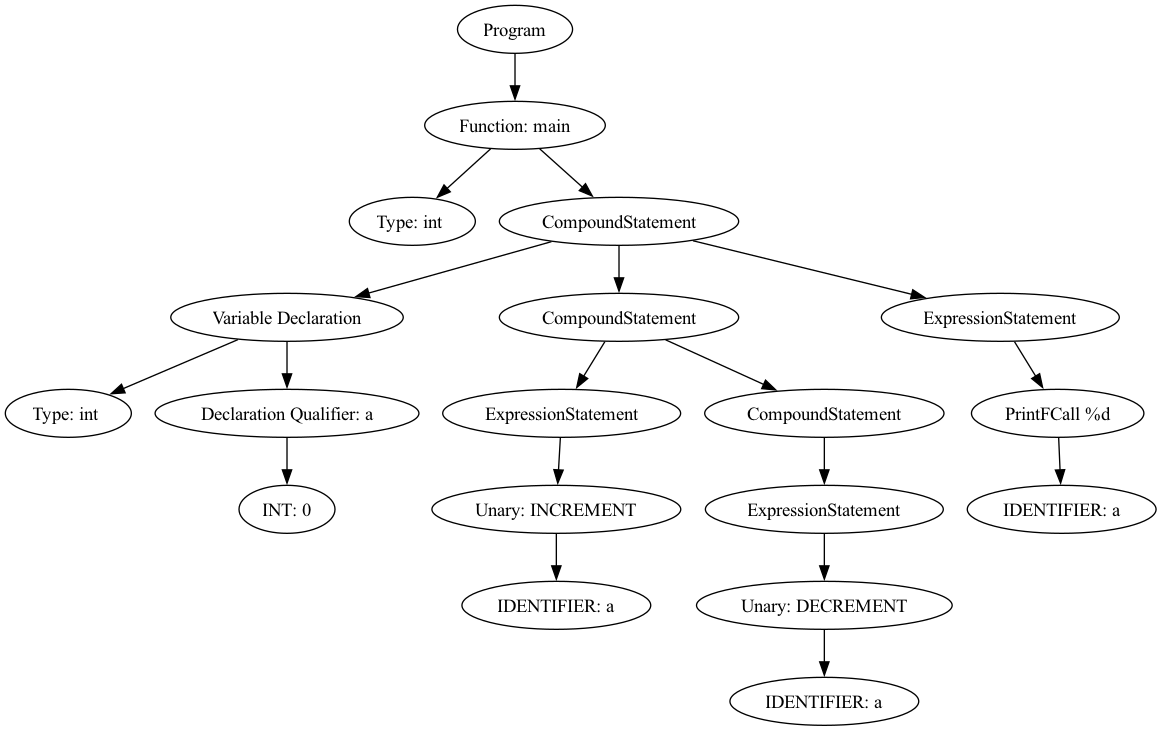 Program
Function: main
Type: int
CompoundStatement
Variable Declaration
CompoundStatement
ExpressionStatement
Type: int
Declaration Qualifier: a
ExpressionStatement
CompoundStatement
PrintFCall %d
INT: 0
Unary: INCREMENT
ExpressionStatement
IDENTIFIER: a
IDENTIFIER: a
Unary: DECREMENT
IDENTIFIER: a